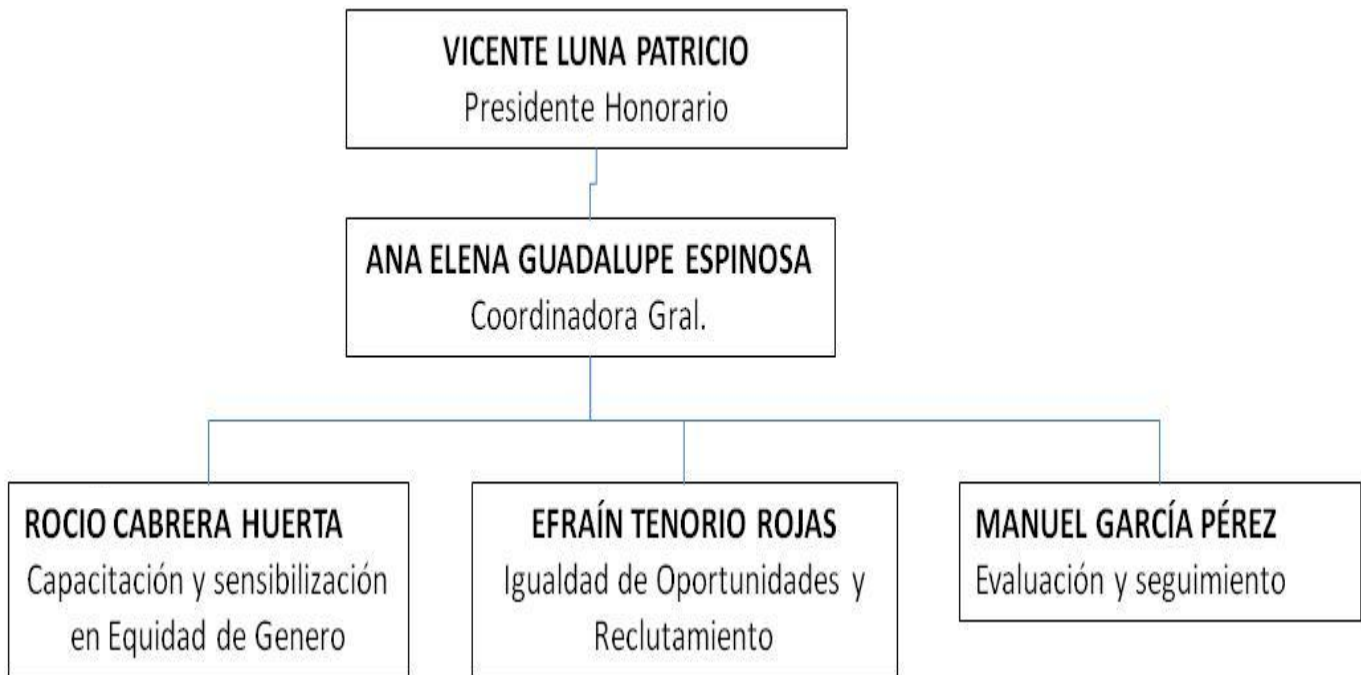 VICENTE LUNA PATRICIO
Presidente Honorario
ANA ELENA GUADALUPE ESPINOSA
Coordinadora Gral.
ROCIO CABRERA HUERTA
Capacitación y sensibilización
en Equidad de Genero
EFRAÍN TENORIO ROJAS
Igualdad de Oportunidades y
Reclutamiento
MANUEL GARCÍA PÉREZ
Evaluación y seguimiento